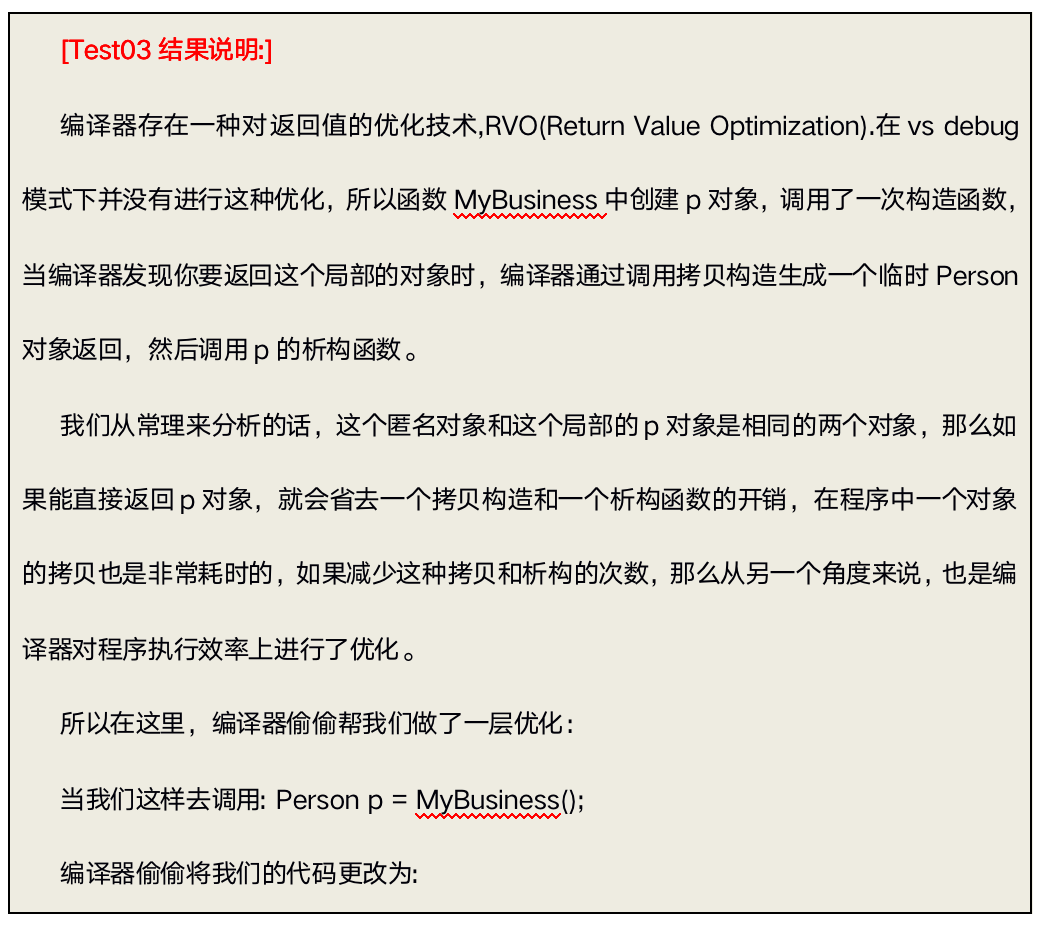 [Test03 结果说明:]
编译器存在一种对返回值的优化技术,RVO(Return Value Optimization).在 vs debug
模式下并没有进行这种优化，所以函数 MyBusiness 中创建 p 对象，调用了一次构造函数，
当编译器发现你要返回这个局部的对象时，编译器通过调用拷贝构造生成一个临时 Person
对象返回，然后调用 p 的析构函数。
我们从常理来分析的话，这个匿名对象和这个局部的 p 对象是相同的两个对象，那么如
果能直接返回 p 对象，就会省去一个拷贝构造和一个析构函数的开销，在程序中一个对象
的拷贝也是非常耗时的，如果减少这种拷贝和析构的次数，那么从另一个角度来说，也是编
译器对程序执行效率上进行了优化。
所以在这里，编译器偷偷帮我们做了一层优化：
当我们这样去调用: Person p = MyBusiness();
编译器偷偷将我们的代码更改为: